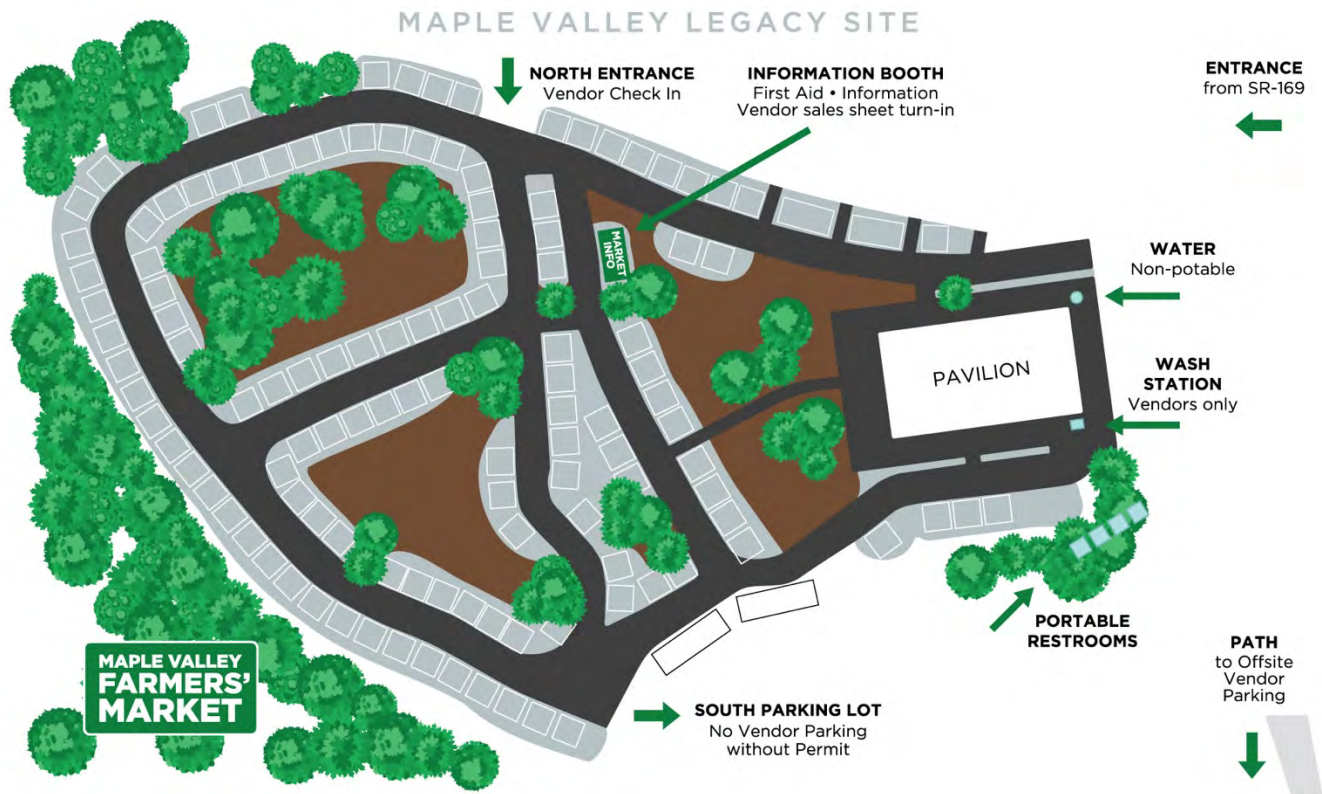 MAPLE VALLEY LEGACY SITE
NORTH ENTRANCE
Vendor Check In
INFORMATION BOOTH
First Aid • Information
Vendor sales sheet turn-in
ENTRANCE
from SR-169
MARKET
INFO
WATER
Non-potable
PAVILION
WASH
STATION
Vendors only
PORTABLE
RESTROOMS
MAPLE VALLEY
FARMERS'
MARKET
SOUTH PARKING LOT
No Vendor Parking
without Permit
PATH
to Offsite
Vendor
Parking